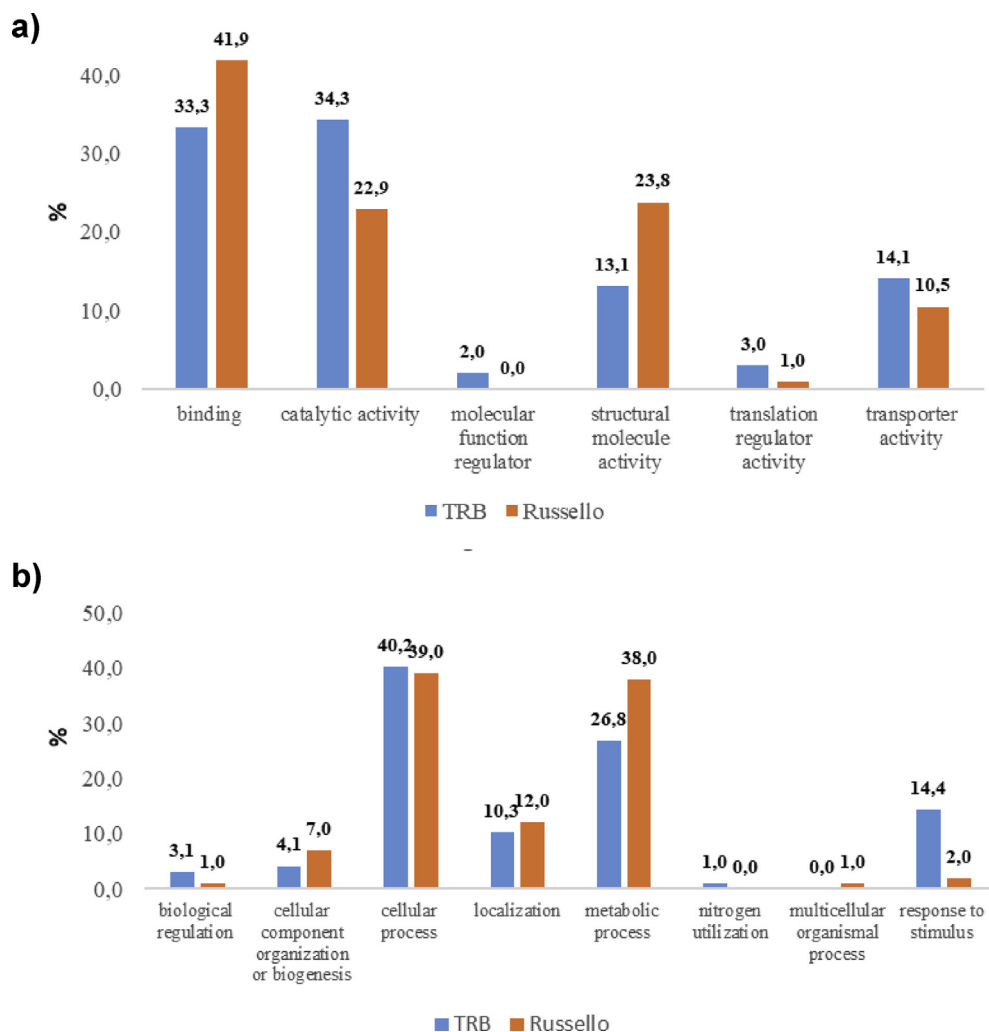 a)
41,9
40,0
33,3
34,3
30,0
22,9
23,8
%
20,0
13,1
14,1
10,5
10,0
2,0
0,0
3,0
1,0
0,0
binding
catalytic activity
molecular
function
regulator
structural
molecule
activity
translation
regulator
activity
transporter
activity
TRB
Russello
b)
50,0
40,2
39,0
38,0
40,0
30,0
26,8
%
20,0
14,4
10,3
12,0
10,0
3,1
1,0
4,1
7,0
1,0
0,0
0,0
1,0
2,0
0,0
biological
regulation
cellular
component
organization
or biogenesis
cellular
process
localization
metabolic
process
nitrogen
utilization
multicellular
organismal
process
response to
stimulus
TRB
Russello